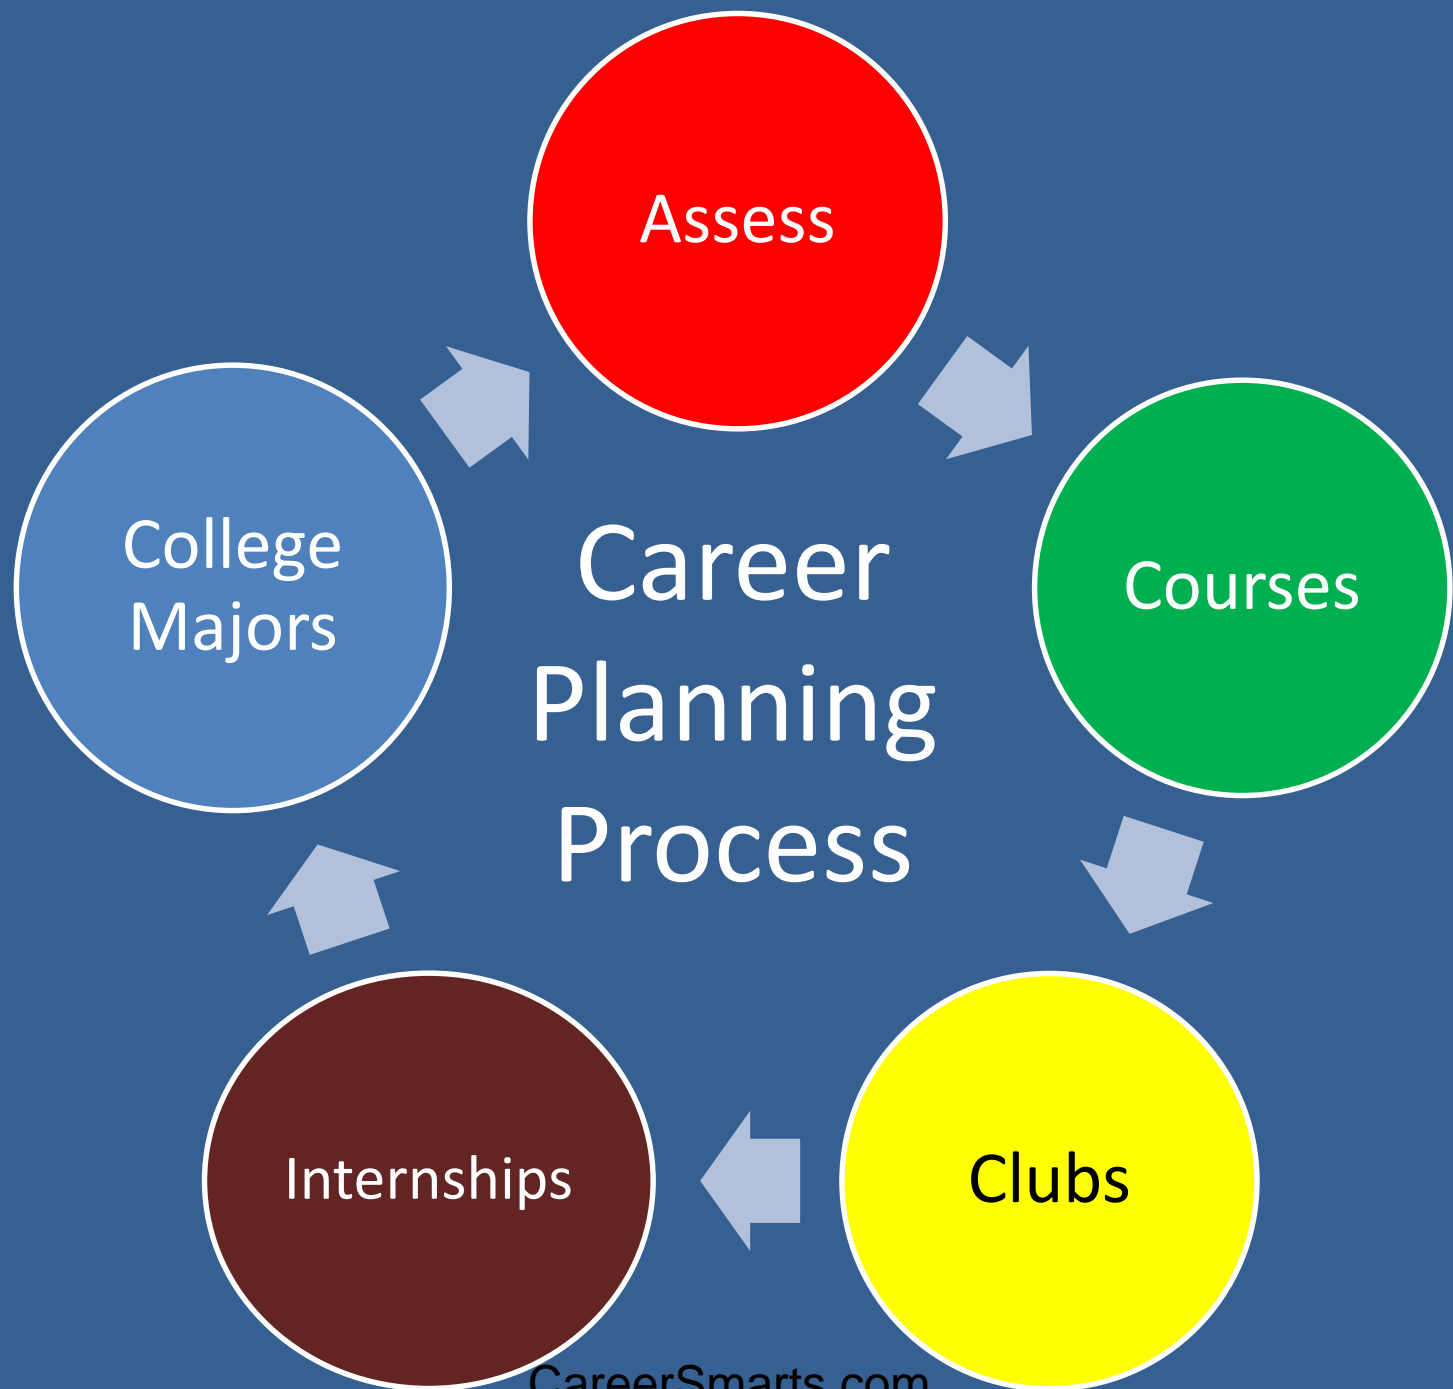 Assess
Courses
Clubs
Internships
College
Majors
Career
Planning
Process
CareerSmarts.com